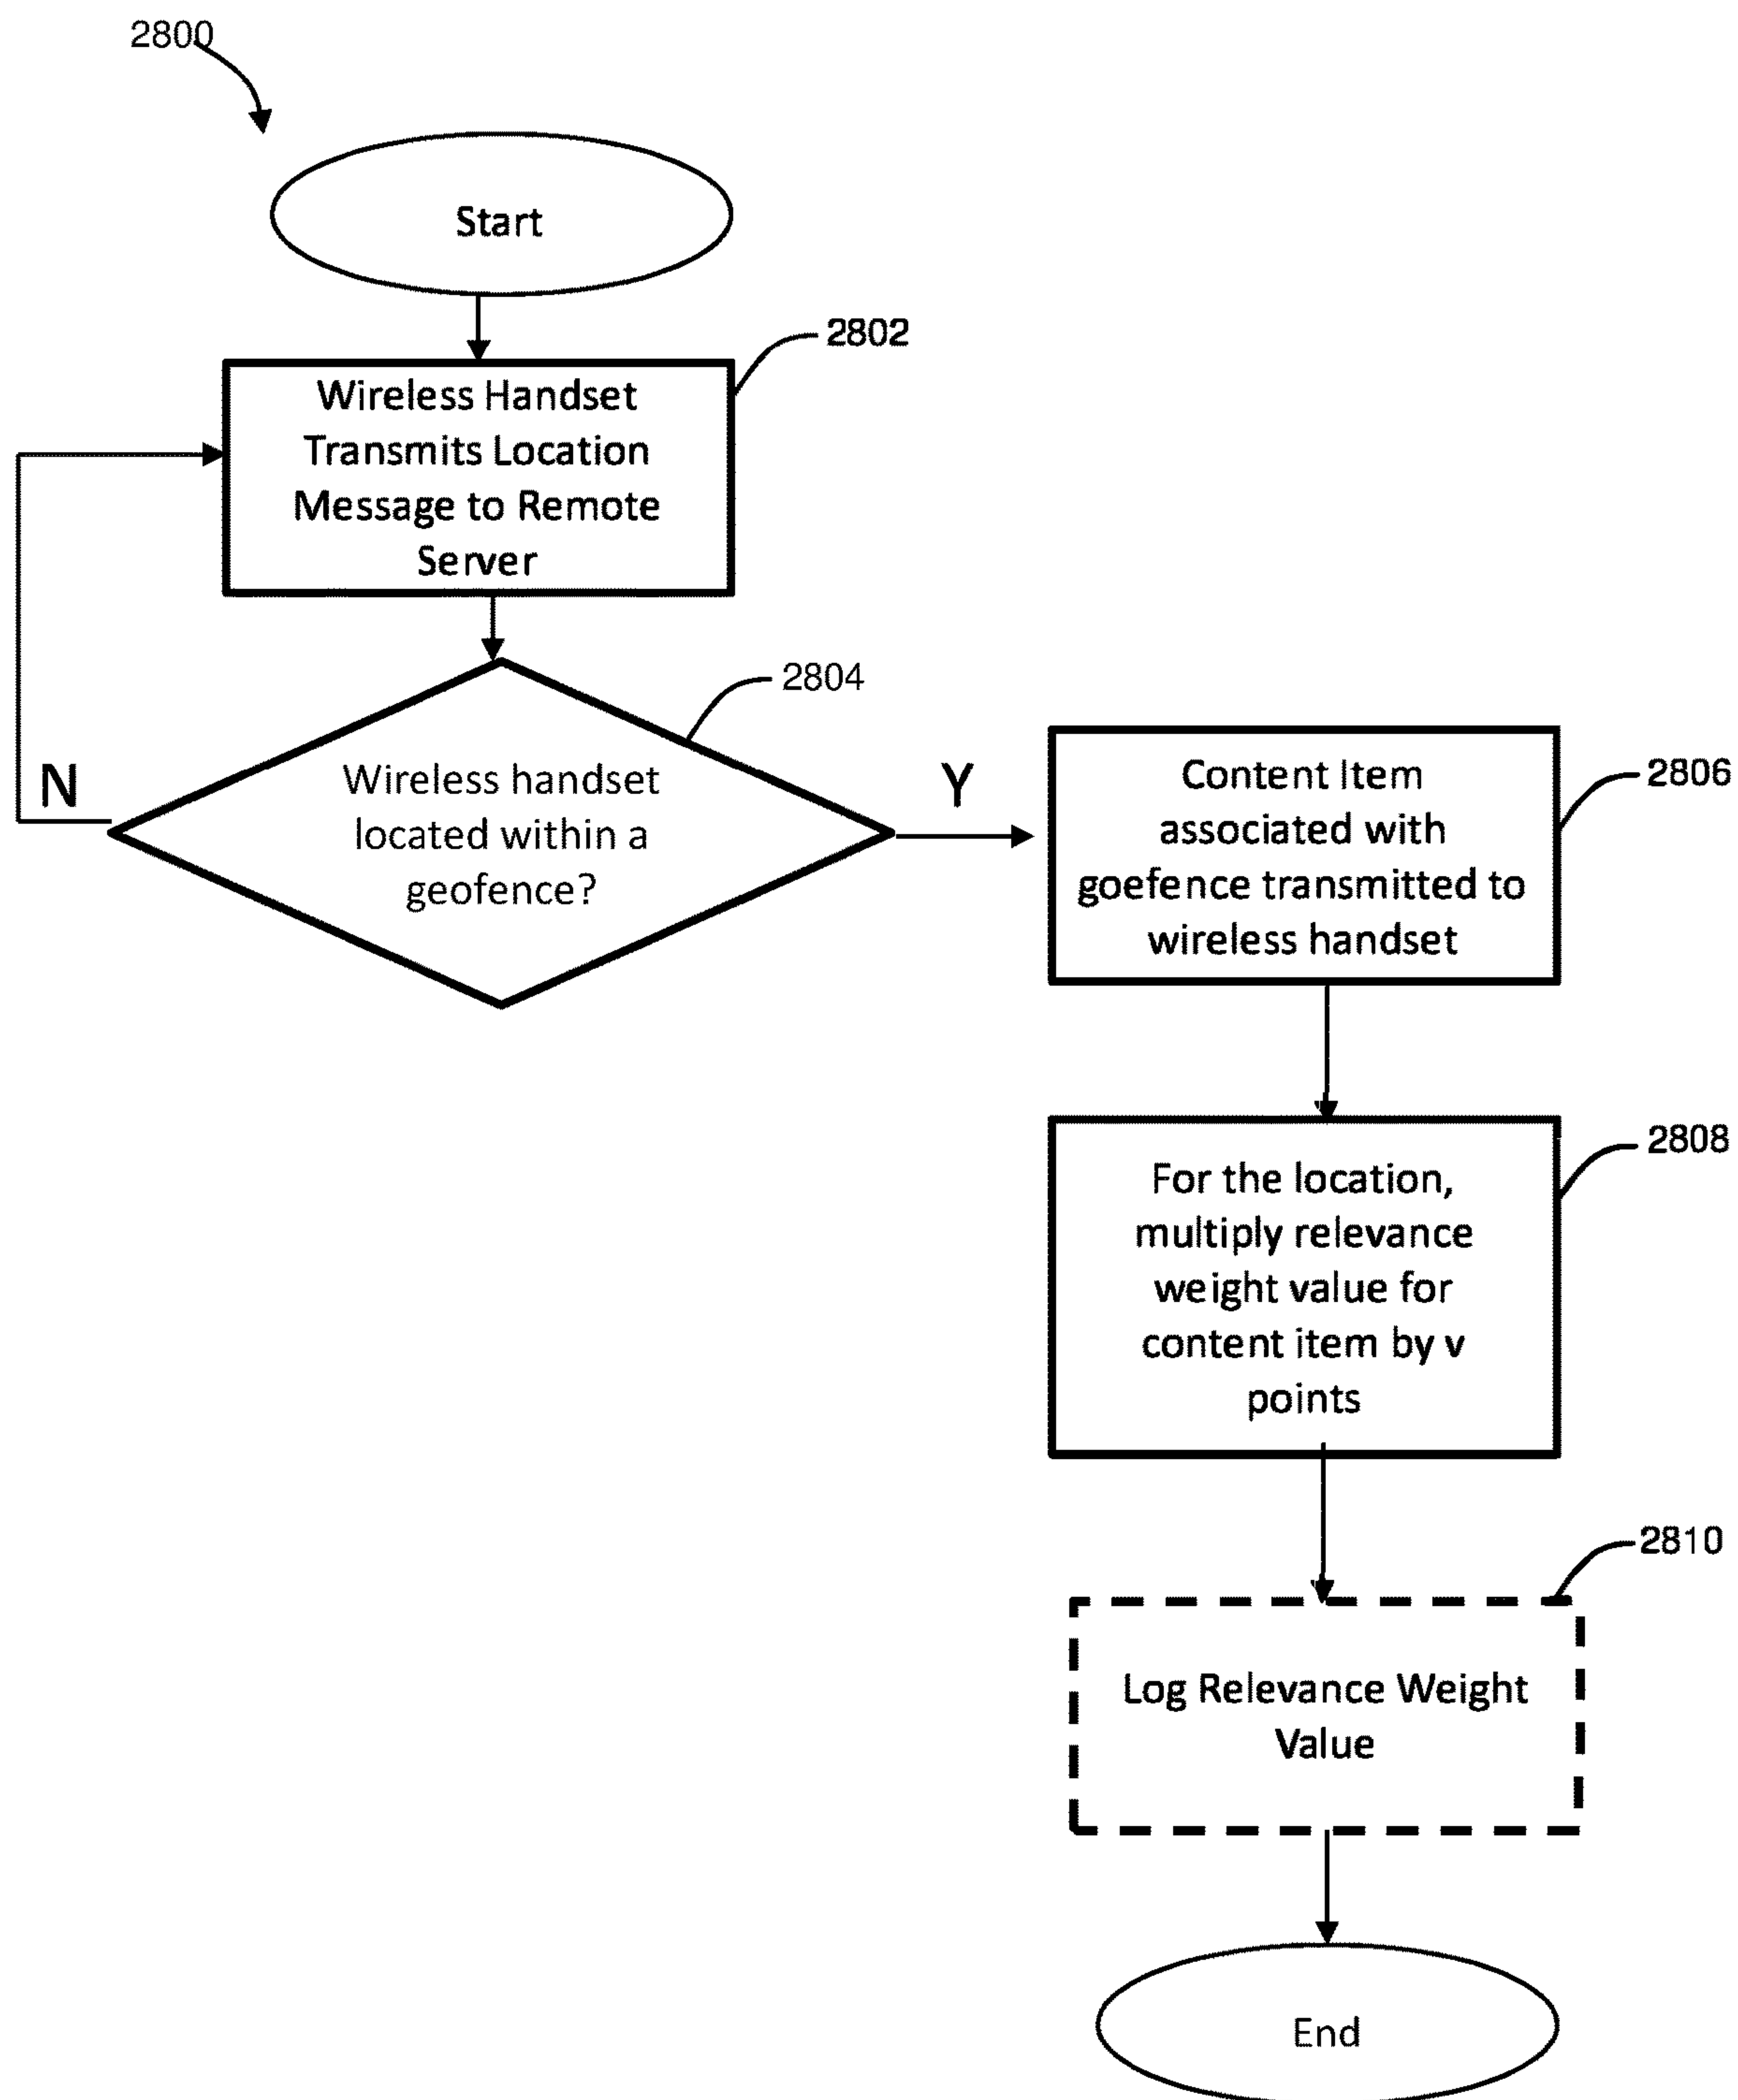 2800
Start
2802
Wireless Handset
Transmits Location
Message to Remote
Server
2804
Wireless handset
located within a
geofence?
N
Y
2806
Content Item
associated with
goefence transmitted to
wireless handset
2808
For the location,
multiply relevance
weight value for
content item by v
points
2810
Log Relevance Weight
Value
End